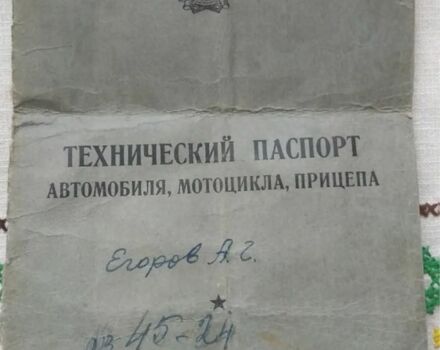 ТЕХНИЧЕСКИЙ ПАСПОРТ
АВТОМОБИЛЯ, МОТОЦИКЛА, ПРИЦЕПА
Егоров А.Г.
45-24